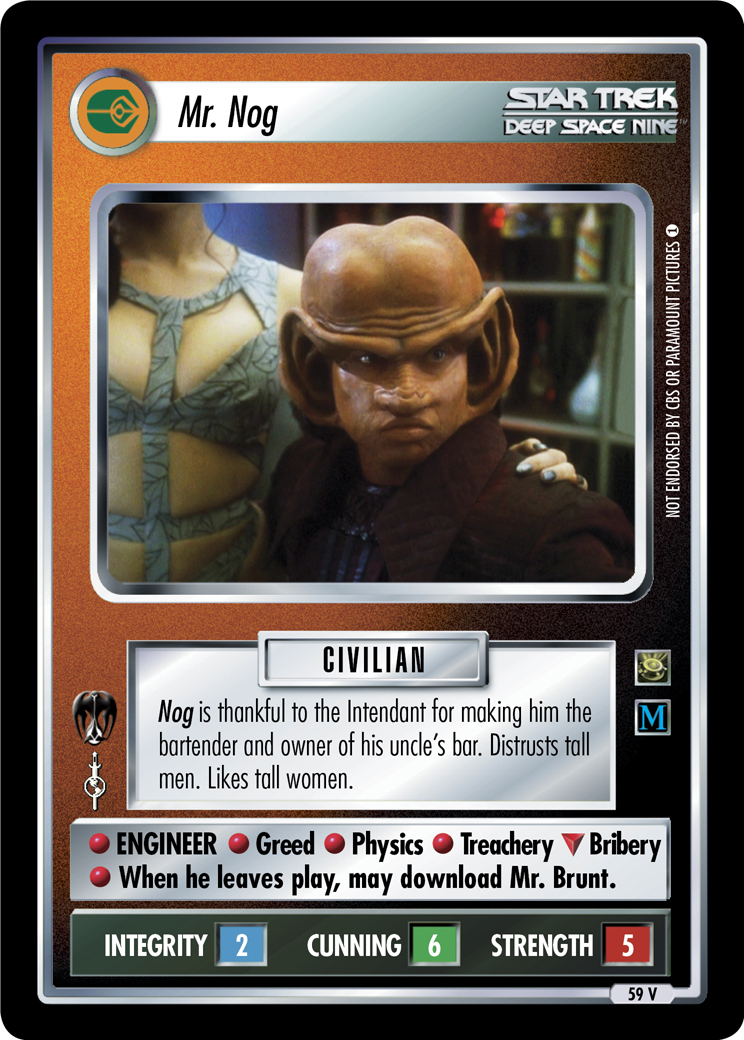 Mr. Nog
STAR TREK
DEEP SPACE NINE™
NOT ENDORSED BY CBS OR PARAMOUNT PICTURES 1
CIVILIAN
Nog is thankful to the Intendant for making him the
bartender and owner of his uncle's bar. Distrusts tall
men. Likes tall women.
M
ENGINEER Greed Physics Treachery Bribery
When he leaves play, may download Mr. Brunt.
INTEGRITY 2 CUNNING 6 STRENGTH 5
59 V